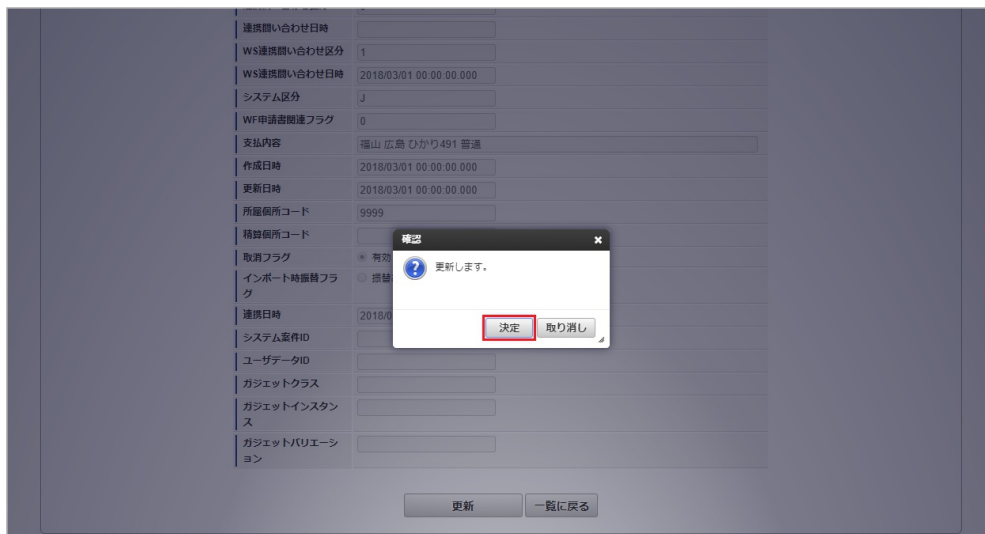 連携問い合わせ日時
WS連携問い合わせ区分 1
WS連携問い合わせ日時 2018/03/01 00:00:00.000
システム区分 J
WF申請書関連フラグ 0
支払内容 福山 広島 ひかり491 普通
作成日時 2018/03/01 00:00:00.000
更新日時 2018/03/01 00:00:00.000
所属個所コード 9999
精算個所コード
確認
取消フラグ 有効
更新します。
インポート時振替フラ 振替
グ
連携日時 2018/0
決定 取り消し
システム案件ID
ユーザデータID
ガジェットクラス
ガジェットインスタン
ス
ガジェットバリエーシ
ョン
更新 一覧に戻る